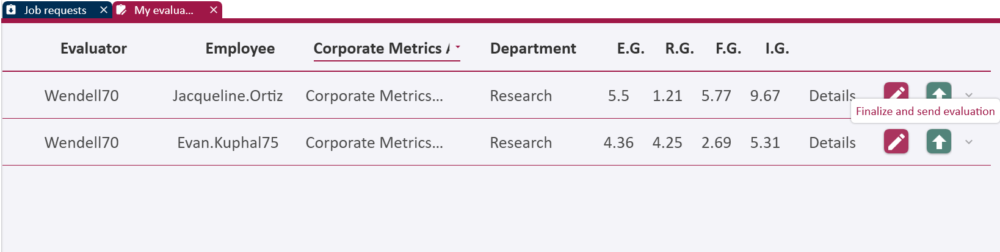 Job requests My evalua...
Evaluator Employee Corporate Metrics Department E.G. R.G. F.G. I.G.
Wendell70 Jacqueline.Ortiz Corporate Metrics... Research 5.5 1.21 5.77 9.67 Details
Finalize and send evaluation
Wendell70 Evan.Kuphal75 Corporate Metrics... Research 4.36 4.25 2.69 5.31 Details